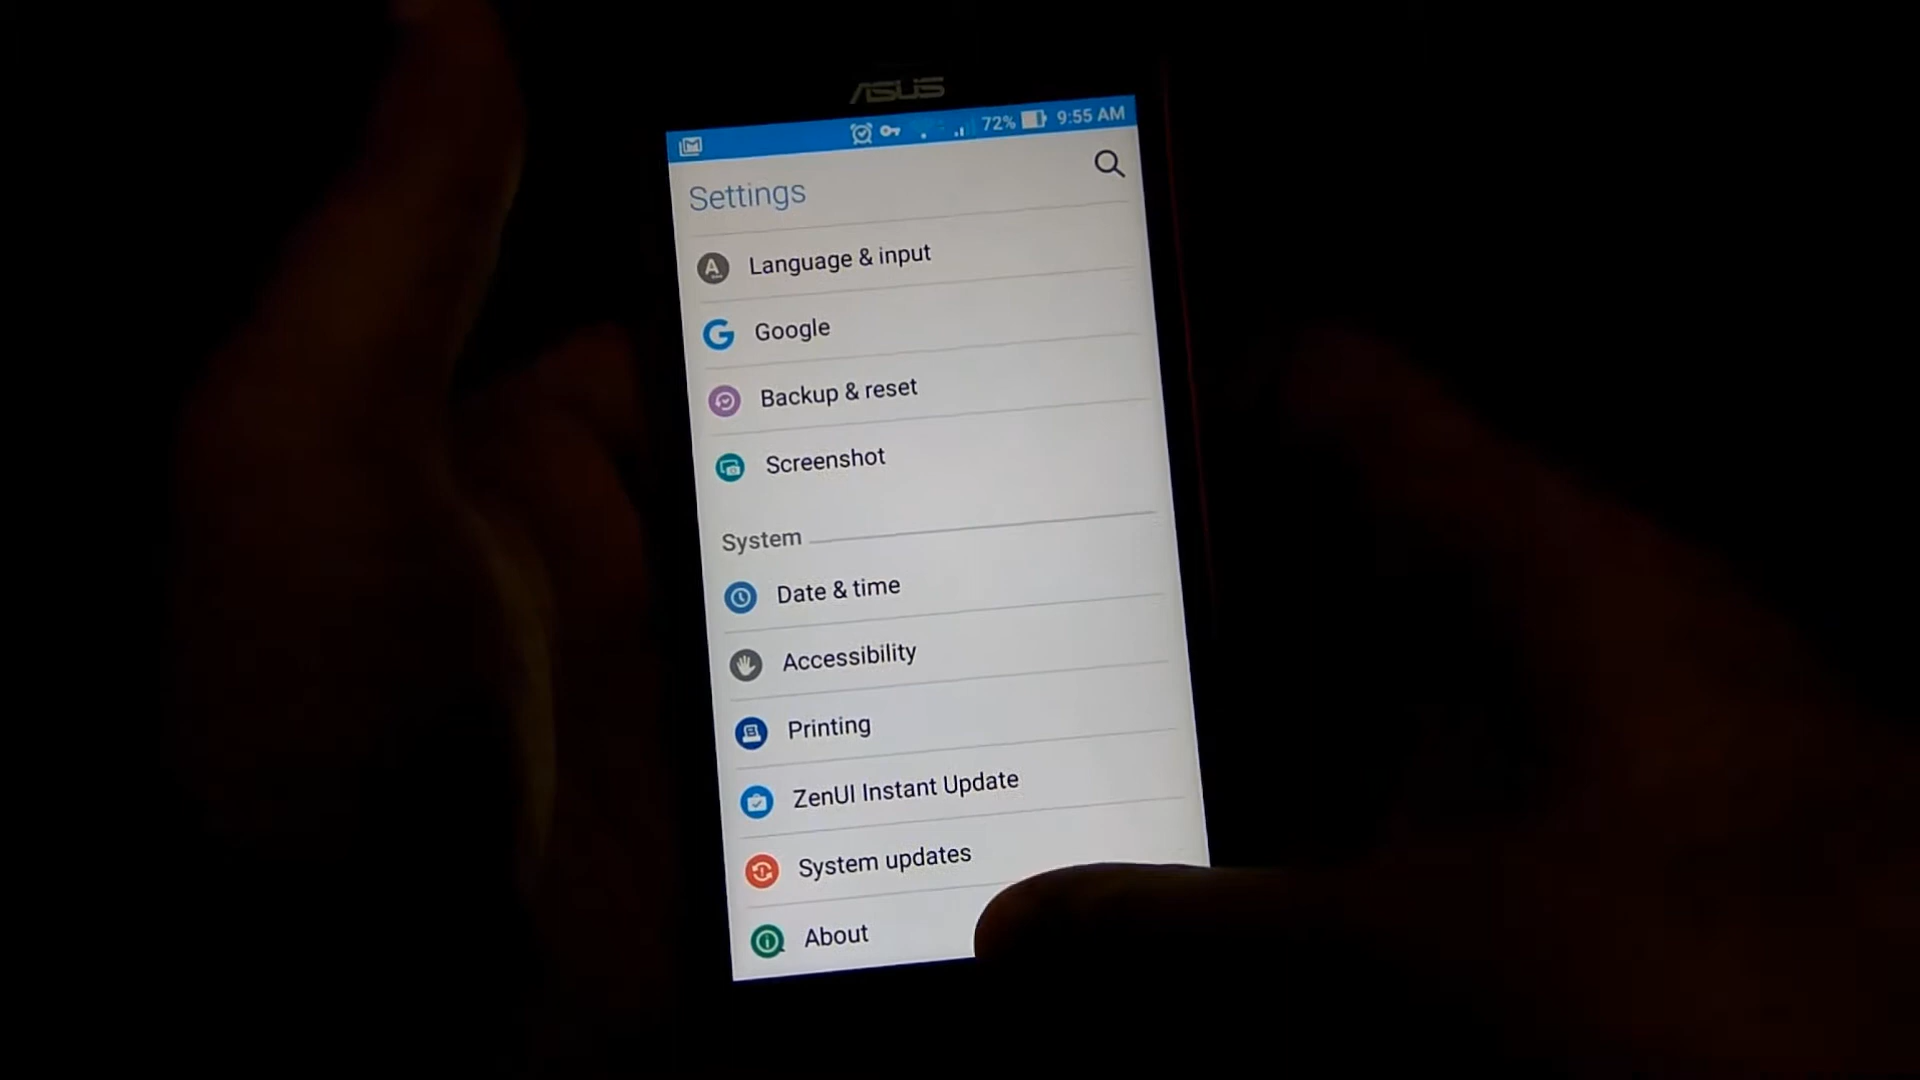 ASUS
72% 9:55 AM
Settings
Language & input
Google
Backup & reset
Screenshot
System
Date & time
Accessibility
Printing
ZenUI Instant Update
System updates
About